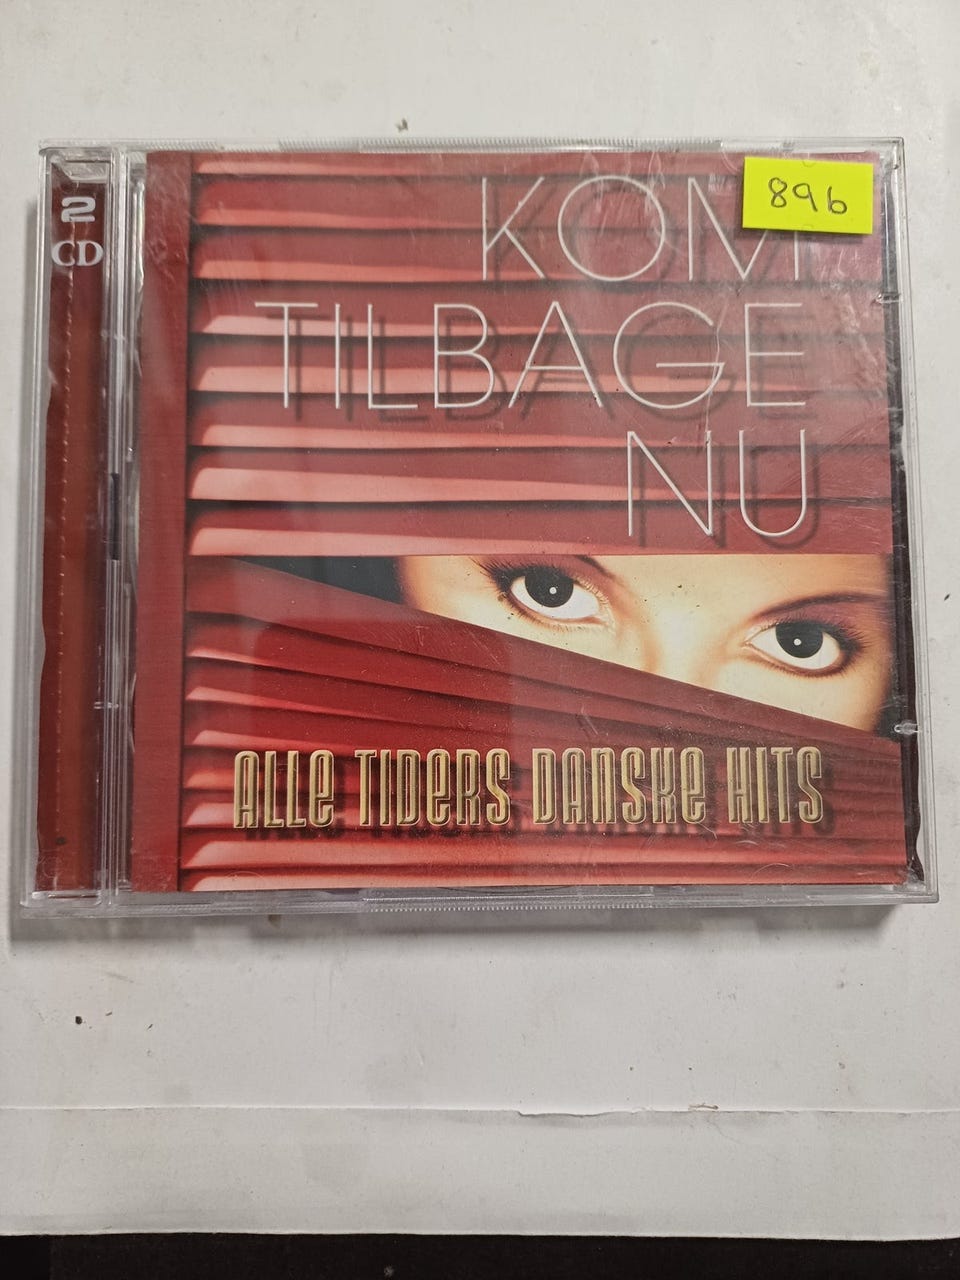 2
CD
KOM
896
TILBAGE
NU
ALLE TIDERS DANSKE HITS